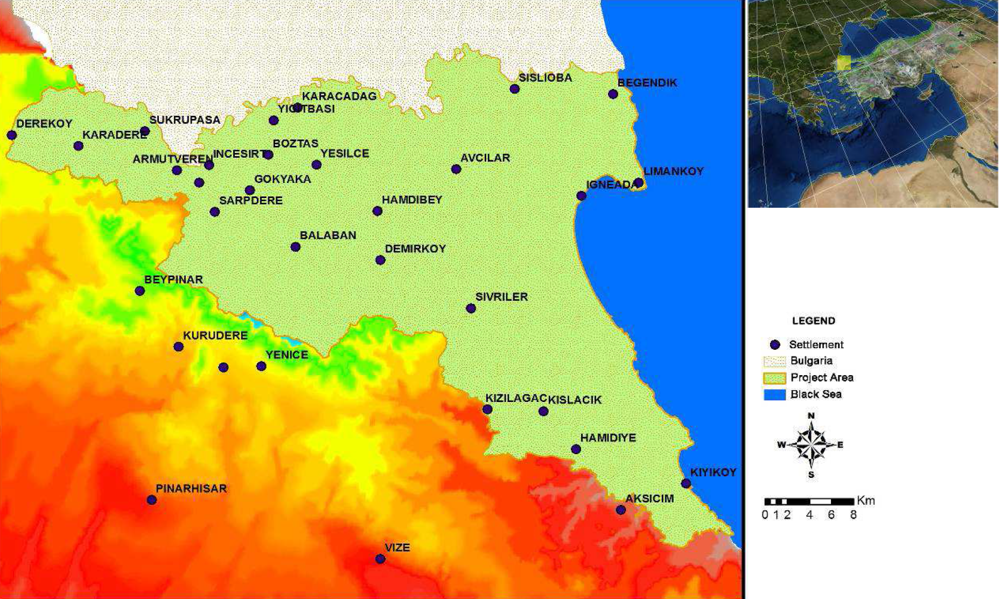 SISLIOBA
BEGENDIK
KARACADAG
YIGITBASI
DEREKOY
SUKRUPASA
KARADERE
BOZTAS
INCESIRT
YESILCE
ARMUTVEREN
AVCILAR
LIMANKOY
GOKYAKA
IGNEADA
SARPDERE
HAMDIBEY
BALABAN
DEMIRKOY
BEYPINAR
SIVRILER
KURUDERE
YENICE
KIZILAGAC
KISLACIK
HAMIDIYE
KIYIKOY
PINARHISAR
AKSICIM
VIZE
LEGEND
Settlement
Bulgaria
Project Area
Black Sea
N
W E
S
Km
0 1 2 4 6 8